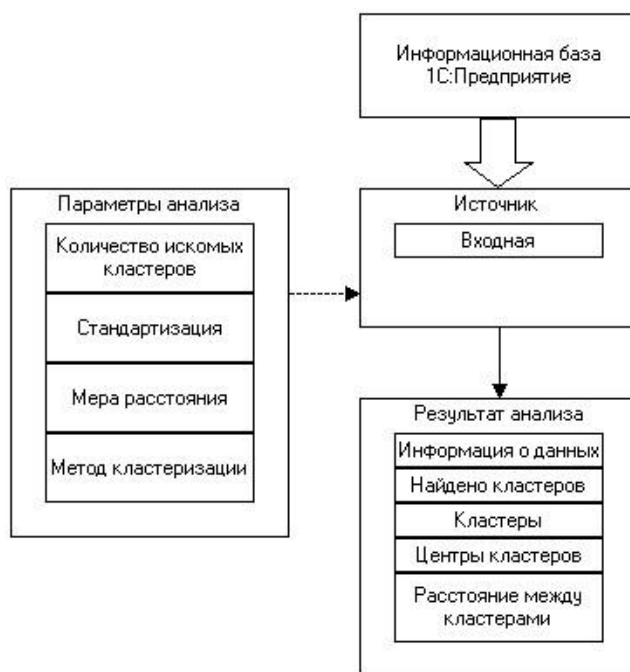 Информационная база
1С:Предприятие
Параметры анализа
Количество искомых
кластеров
Стандартизация
Мера расстояния
Метод кластеризации
Источник
Входная
Результат анализа
Информация о данных
Найдено кластеров
Кластеры
Центры кластеров
Расстояние между
кластерами